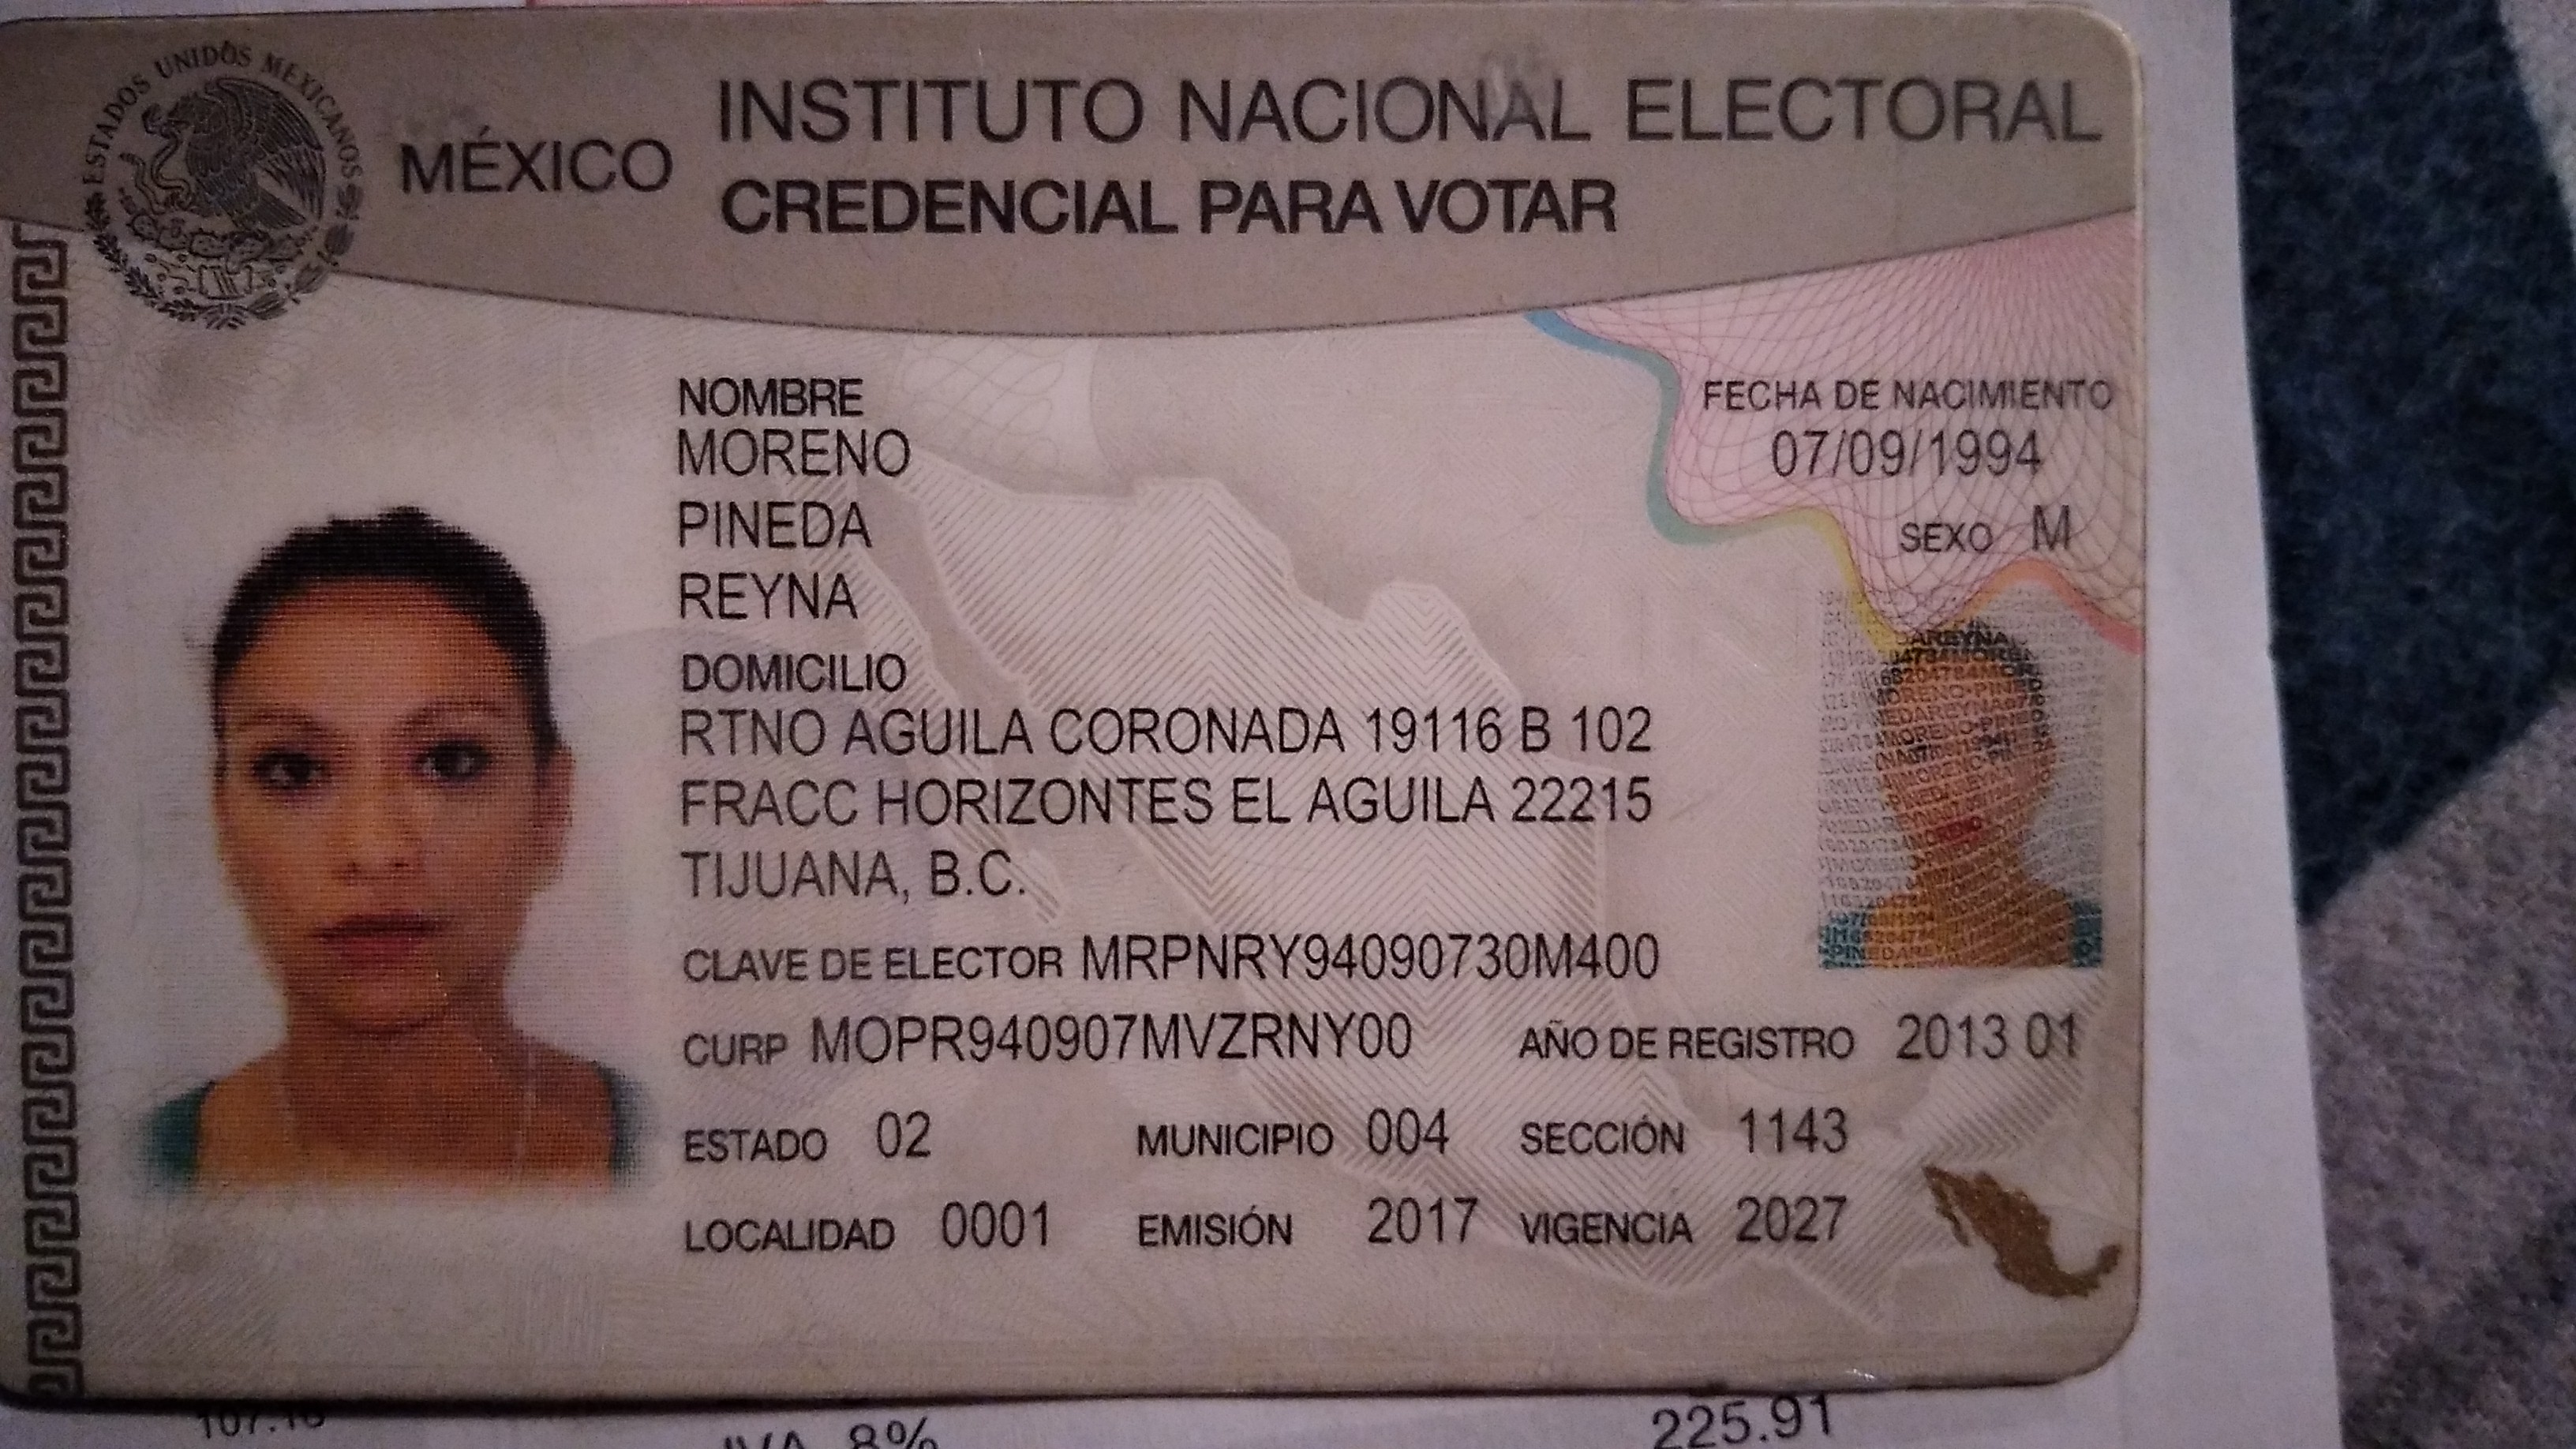 ESTADOS UNIDOS MEXICANOS
MÉXICO
INSTITUTO NACIONAL ELECTORAL
CREDENCIAL PARA VOTAR
NOMBRE
MORENO
PINEDA
REYNA
FECHA DE NACIMIENTO
07/09/1994
SEXO M
DOMICILIO
RTNO AGUILA CORONADA 19116 B 102
FRACC HORIZONTES EL AGUILA 22215
TIJUANA, B.C.
CLAVE DE ELECTOR MRPNRY94090730M400
CURP MOPR940907MVZRNY00 AÑO DE REGISTRO 2013 01
ESTADO 02 MUNICIPIO 004 SECCIÓN 1143
LOCALIDAD 0001 EMISIÓN 2017 VIGENCIA 2027
IVA 8% 225.91